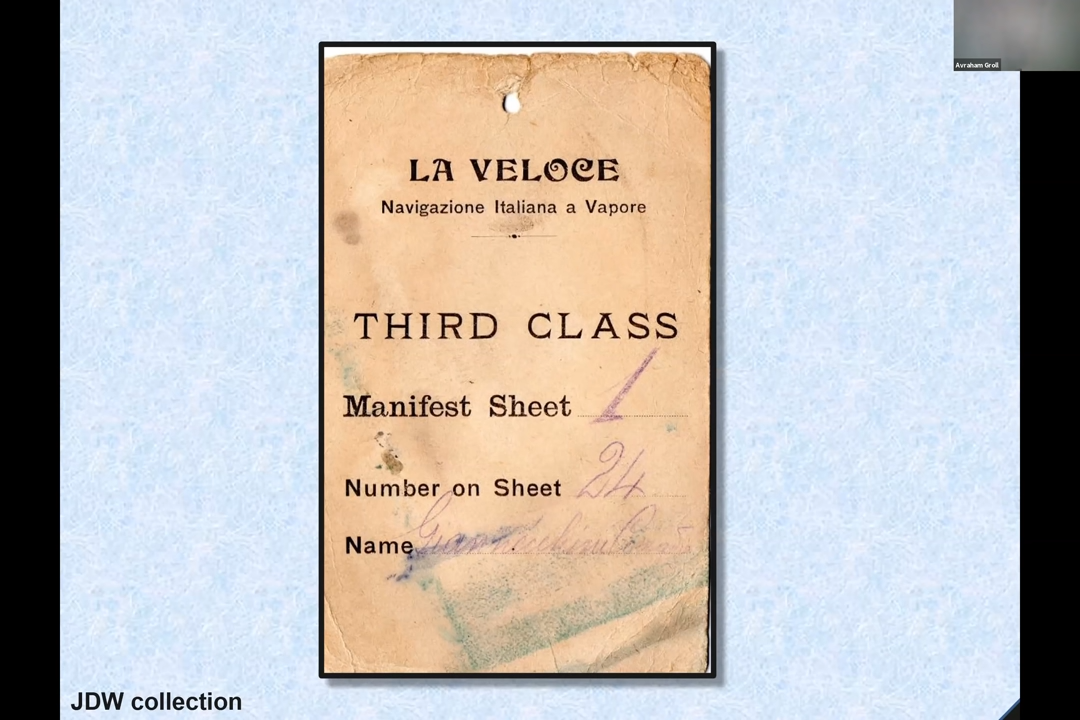 Avraham Groll
LA VELOCE
Navigazione Italiana a Vapore
THIRD CLASS
Manifest Sheet 1
Number on Sheet 24
Name
JDW collection